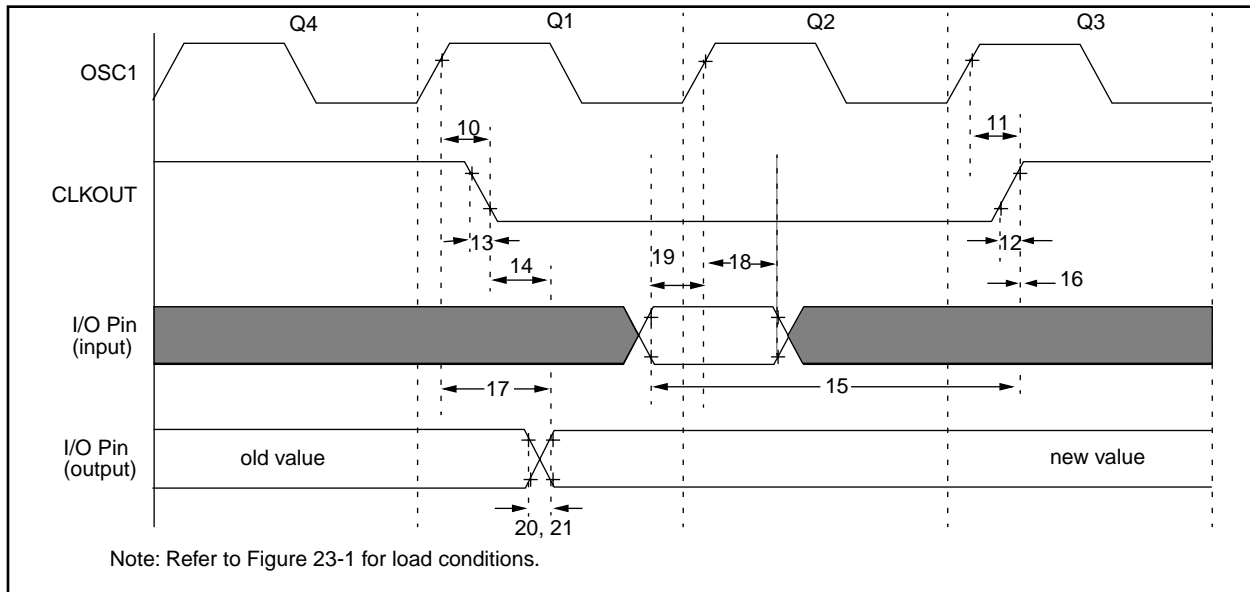 Q4 Q1 Q2 Q3
OSC1
10 11
CLKOUT
13 12
19 18
14
16
I/O Pin
(input)
17 15
I/O Pin
(output)
old value new value
20, 21
Note: Refer to Figure 23-1 for load conditions.